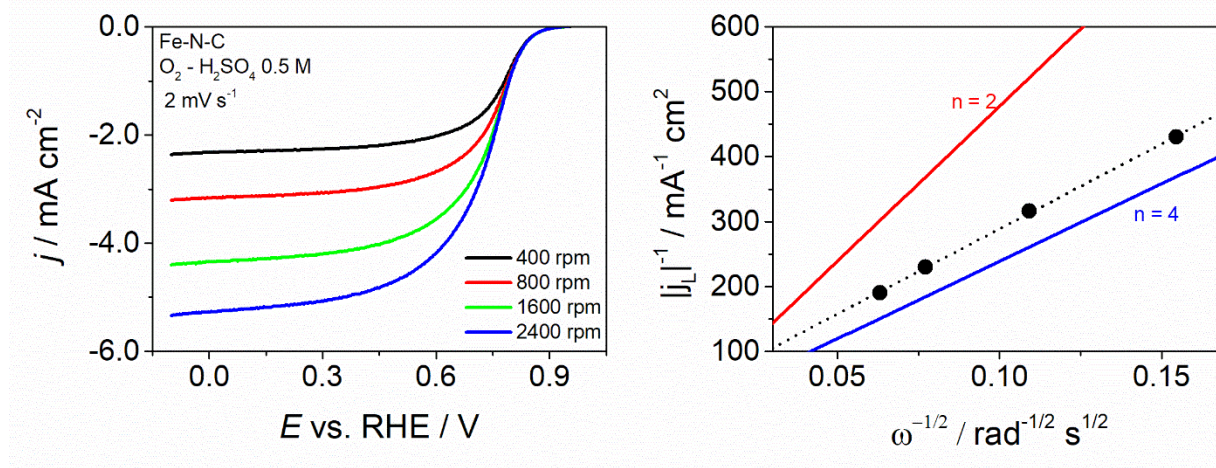 Fe-N-C
O₂ - H₂SO₄ 0.5 M
2 mV s⁻¹
0.0
-2.0
-4.0
-6.0
j / mA cm⁻²
400 rpm
800 rpm
1600 rpm
2400 rpm
0.0 0.3 0.6 0.9
E vs. RHE / V
600
500
400
300
200
100
|j_L|⁻¹ / mA⁻¹ cm²
n = 2
n = 4
0.05 0.10 0.15
ω⁻¹/² / rad⁻¹/² s¹/²